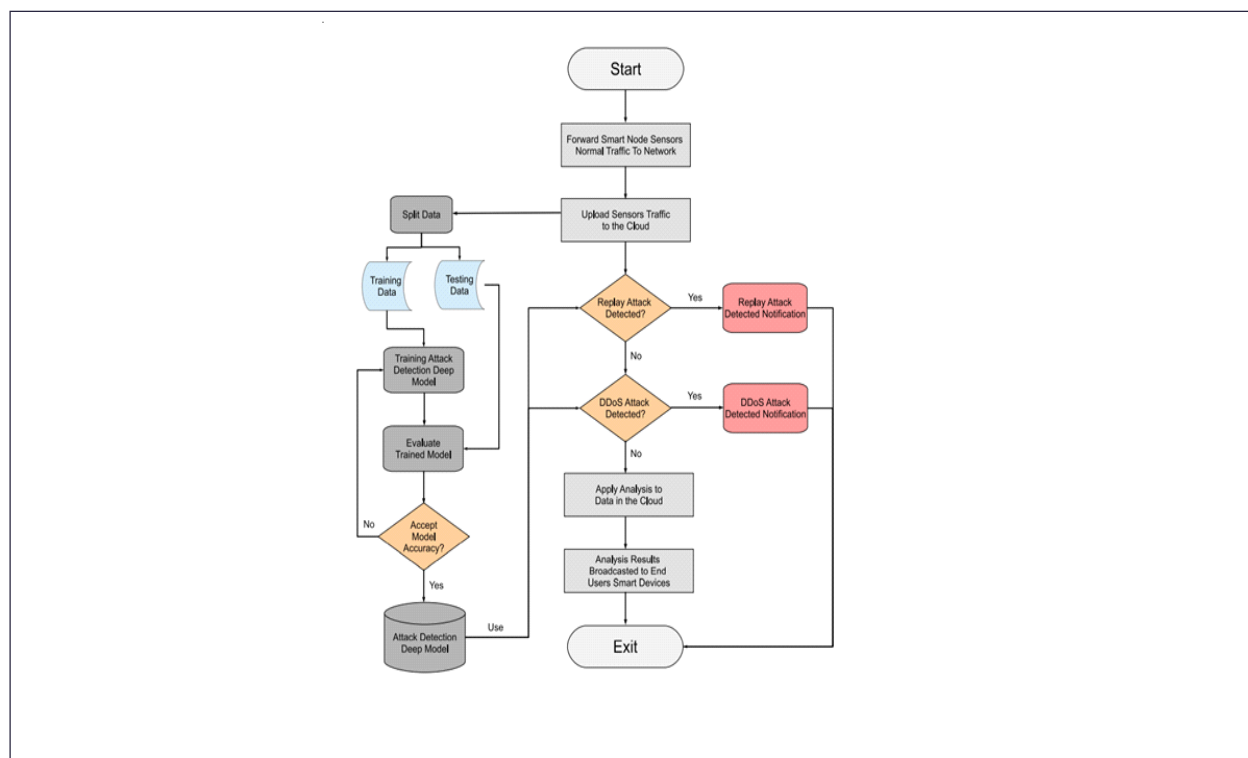 Start
Forward Smart Node Sensors
Normal Traffic To Network
Upload Sensors Traffic
to the Cloud
Split Data
Training
Data
Testing
Data
Replay Attack
Detected?
Yes
Replay Attack
Detected Notification
No
Training Attack
Detection Deep
Model
DDoS Attack
Detected?
Yes
DDoS Attack
Detected Notification
No
Evaluate
Trained Model
Apply Analysis to
Data in the Cloud
No
Accept
Model
Accuracy?
Yes
Analysis Results
Broadcasted to End
Users Smart Devices
Attack Detection
Deep Model
Use
Exit